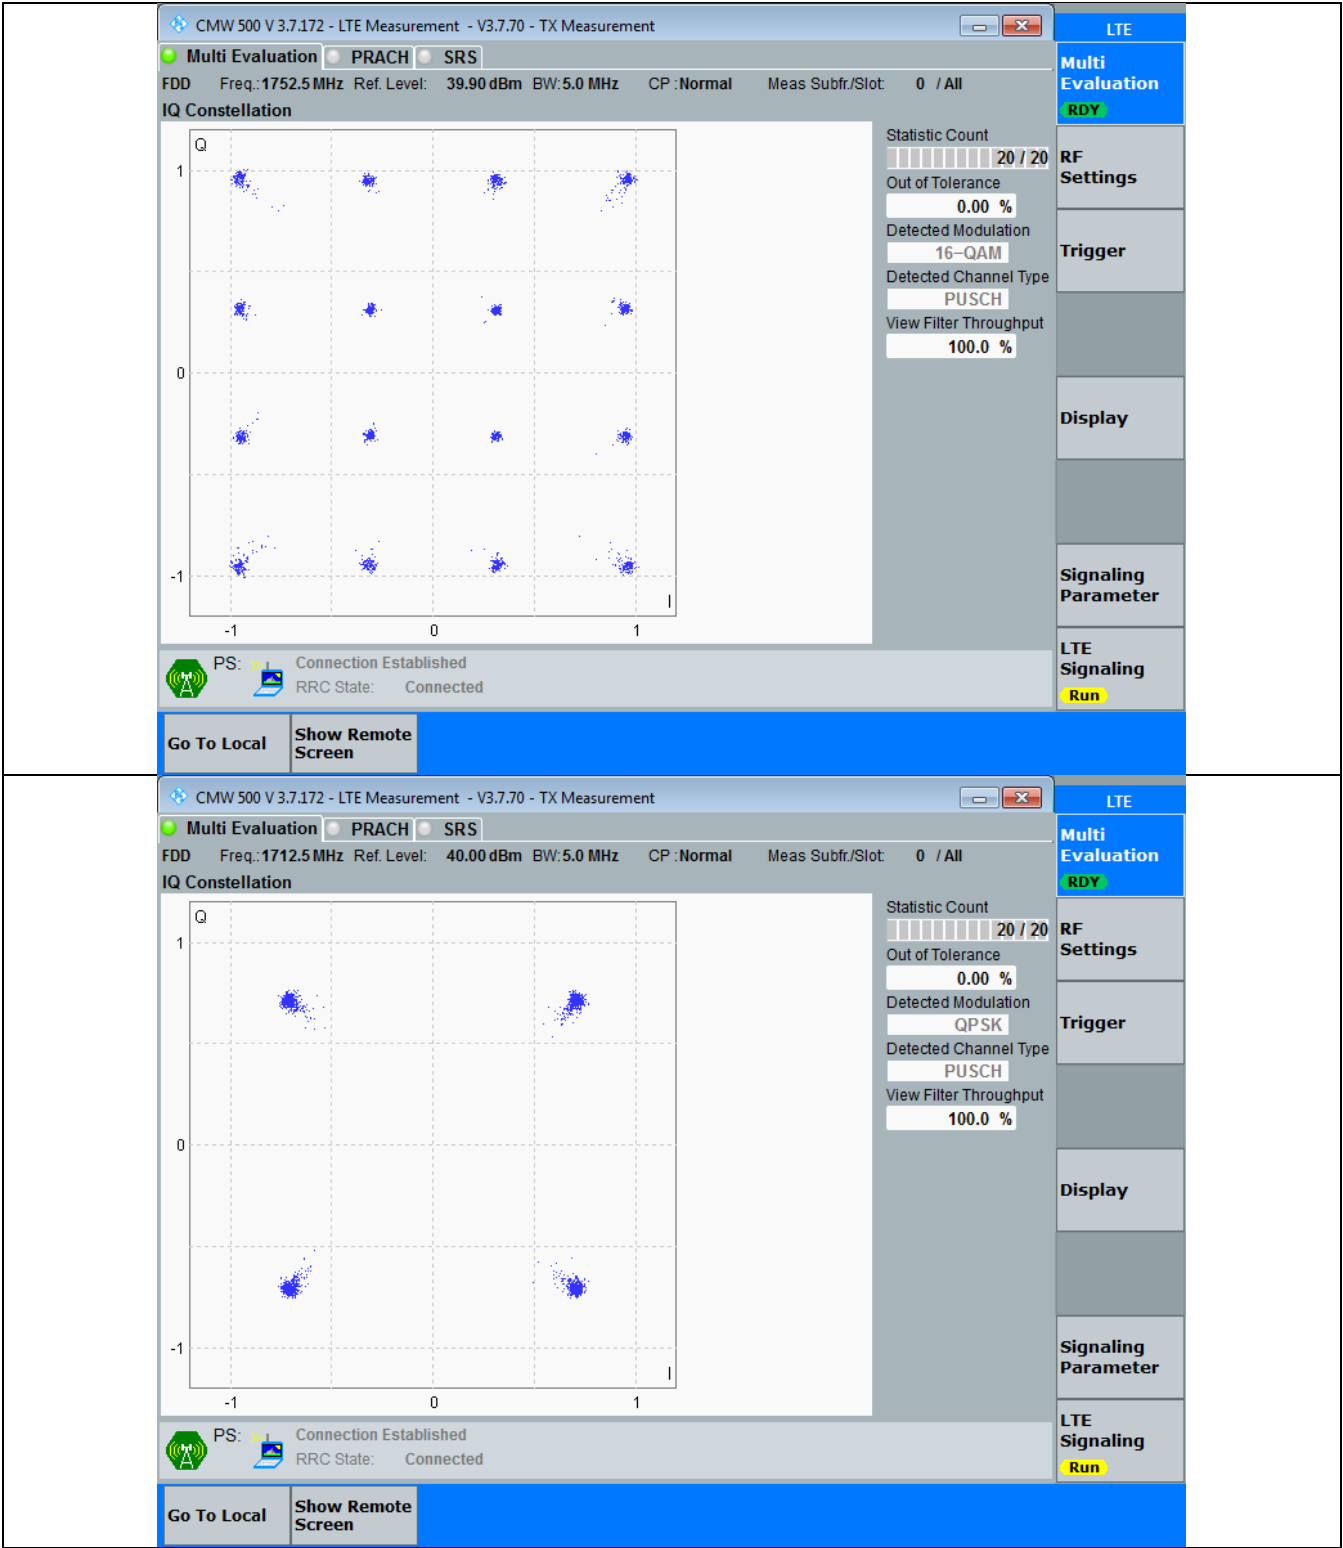 CMW 500 V 3.7.172 - LTE Measurement - V3.7.70 - TX Measurement
LTE
Multi Evaluation PRACH SRS
Multi
Evaluation
RDY
FDD Freq.: 1752.5 MHz Ref. Level: 39.90 dBm BW: 5.0 MHz CP : Normal Meas Subfr./Slot: 0 / All
IQ Constellation
Q
1
0
-1
I
-1 0 1
Statistic Count
20 / 20
Out of Tolerance
0.00 %
Detected Modulation
16-QAM
Detected Channel Type
PUSCH
View Filter Throughput
100.0 %
RF
Settings
Trigger
Display
Signaling
Parameter
LTE
Signaling
Run
PS: Connection Established
RRC State: Connected
Go To Local
Show Remote
Screen
CMW 500 V 3.7.172 - LTE Measurement - V3.7.70 - TX Measurement
LTE
Multi Evaluation PRACH SRS
Multi
Evaluation
RDY
FDD Freq.: 1712.5 MHz Ref. Level: 40.00 dBm BW: 5.0 MHz CP : Normal Meas Subfr./Slot: 0 / All
IQ Constellation
Q
1
0
-1
I
-1 0 1
Statistic Count
20 / 20
Out of Tolerance
0.00 %
Detected Modulation
QPSK
Detected Channel Type
PUSCH
View Filter Throughput
100.0 %
RF
Settings
Trigger
Display
Signaling
Parameter
LTE
Signaling
Run
PS: Connection Established
RRC State: Connected
Go To Local
Show Remote
Screen